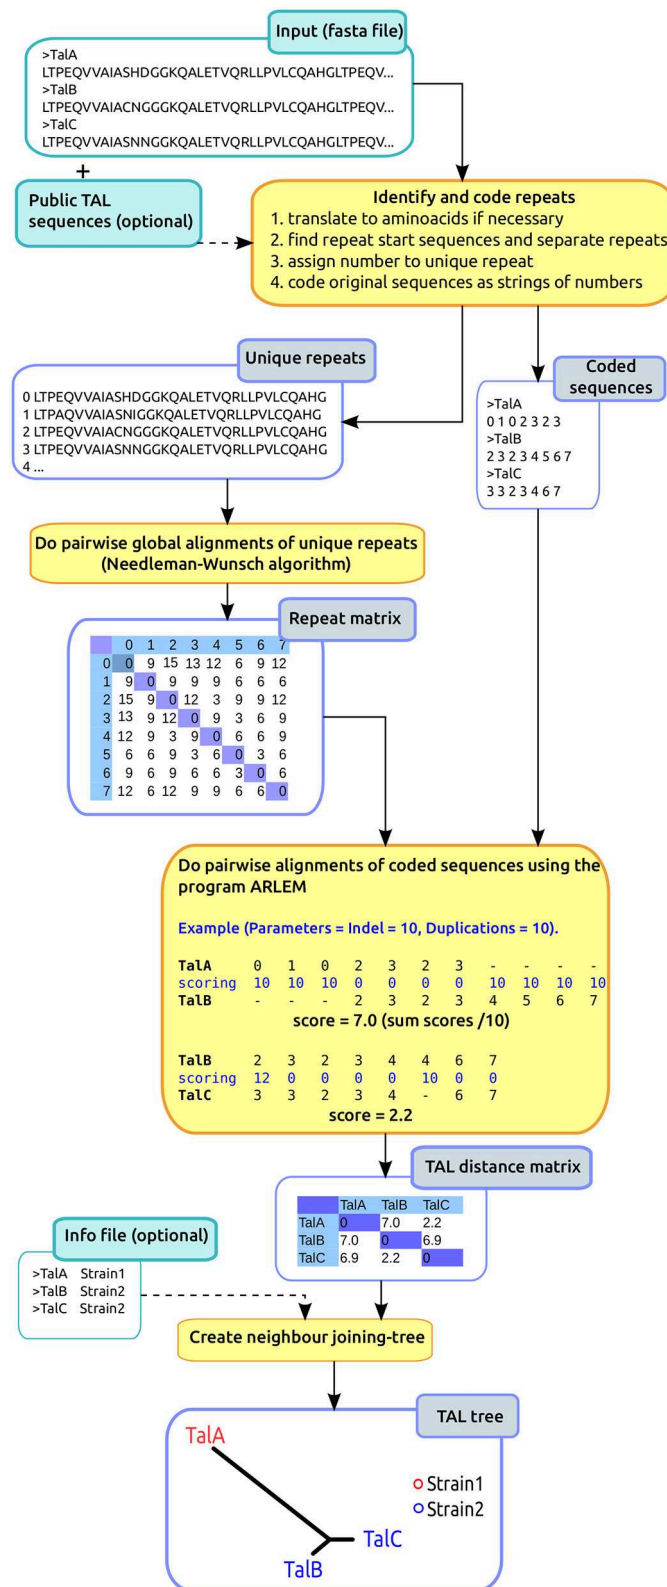 Input (fasta file)
>TalA
LTPEQVVAIASHDGGKQALETVQRLLPVLCQAHGLTPEQV...
>TalB
LTPEQVVAIACNGGGKQALETVQRLLPVLCQAHGLTPEQV...
>TalC
LTPEQVVAIASNNGGKQALETVQRLLPVLCQAHGLTPEQV...
+
Public TAL
sequences (optional)
Identify and code repeats
1. translate to aminoacids if necessary
2. find repeat start sequences and separate repeats
3. assign number to unique repeat
4. code original sequences as strings of numbers
Unique repeats
0 LTPEQVVAIASHDGGKQALETVQRLLPVLCQAHG
1 LTPAQVVAIASNIGGKQALETVQRLLPVLCQAHG
2 LTPEQVVAIACNGGGKQALETVQRLLPVLCQAHG
3 LTPEQVVAIASNNGGKQALETVQRLLPVLCQAHG
4 ...
Coded
sequences
>TalA
0 1 0 2 3 2 3
>TalB
2 3 2 3 4 5 6 7
>TalC
3 3 2 3 4 6 7
Do pairwise global alignments of unique repeats
(Needleman-Wunsch algorithm)
Repeat matrix
0 1 2 3 4 5 6 7
0 0 9 15 13 12 6 9 12
1 9 0 9 9 9 6 6 6
2 15 9 0 12 3 9 9 12
3 13 9 12 0 9 3 6 9
4 12 9 3 9 0 6 6 9
5 6 6 9 3 6 0 3 6
6 9 6 9 6 6 3 0 6
7 12 6 12 9 9 6 6 0
Do pairwise alignments of coded sequences using the
program ARLEM
Example (Parameters = Indel = 10, Duplications = 10).
TalA 0 1 0 2 3 2 3 - - - -
scoring 10 10 10 0 0 0 0 10 10 10 10
TalB - - - 2 3 2 3 4 5 6 7
score = 7.0 (sum scores /10)
TalB 2 3 2 3 4 4 6 7
scoring 12 0 0 0 0 10 0 0
TalC 3 3 2 3 4 - 6 7
score = 2.2
TAL distance matrix
TalA TalB TalC
TalA 0 7.0 2.2
TalB 7.0 0 6.9
TalC 6.9 2.2 0
Info file (optional)
>TalA Strain1
>TalB Strain2
>TalC Strain2
Create neighbour joining-tree
TAL tree
TalA
Strain1
Strain2
TalC
TalB